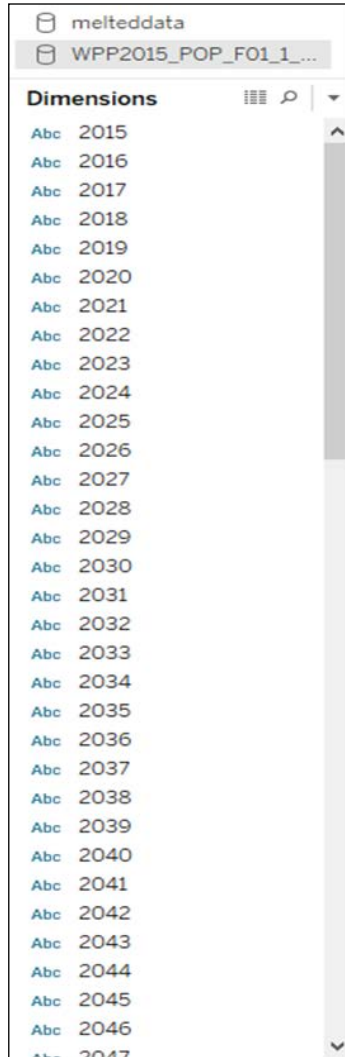 melteddata
WPP2015_POP_F01_1_...
Dimensions
Abc 2015
Abc 2016
Abc 2017
Abc 2018
Abc 2019
Abc 2020
Abc 2021
Abc 2022
Abc 2023
Abc 2024
Abc 2025
Abc 2026
Abc 2027
Abc 2028
Abc 2029
Abc 2030
Abc 2031
Abc 2032
Abc 2033
Abc 2034
Abc 2035
Abc 2036
Abc 2037
Abc 2038
Abc 2039
Abc 2040
Abc 2041
Abc 2042
Abc 2043
Abc 2044
Abc 2045
Abc 2046
Abc 2047